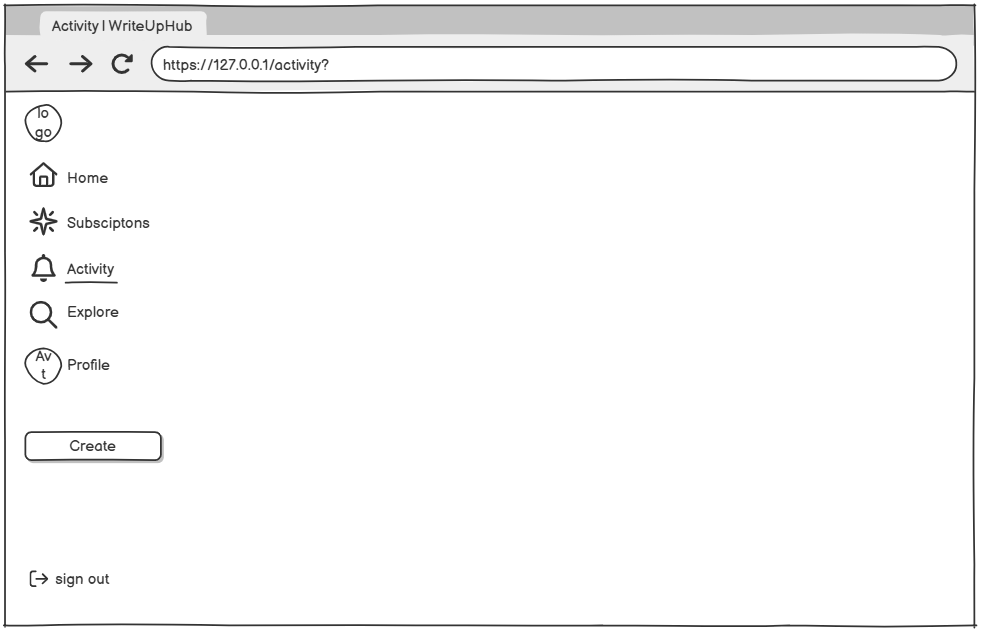 Activity | WriteUpHub
https://127.0.0.1/activity?
lo
go
Home
Subsciptons
Activity
Explore
Av
t
Profile
Create
sign out